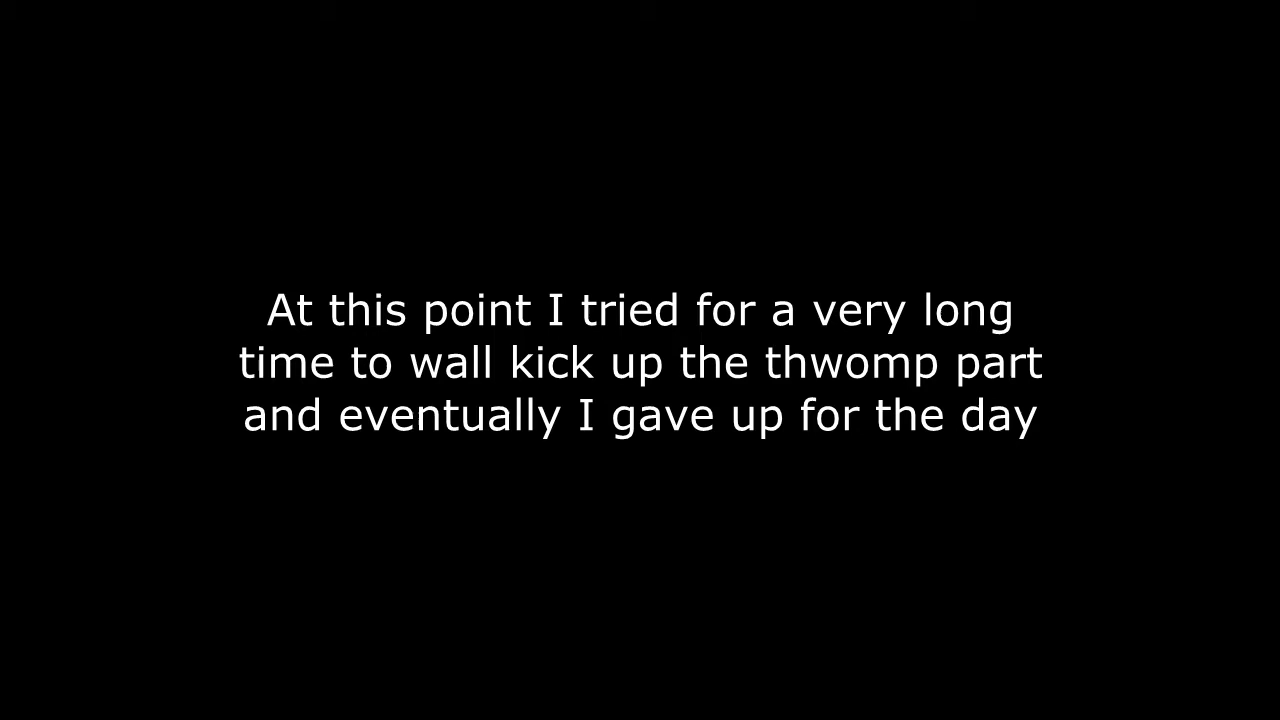 At this point I tried for a very long
time to wall kick up the thwomp part
and eventually I gave up for the day